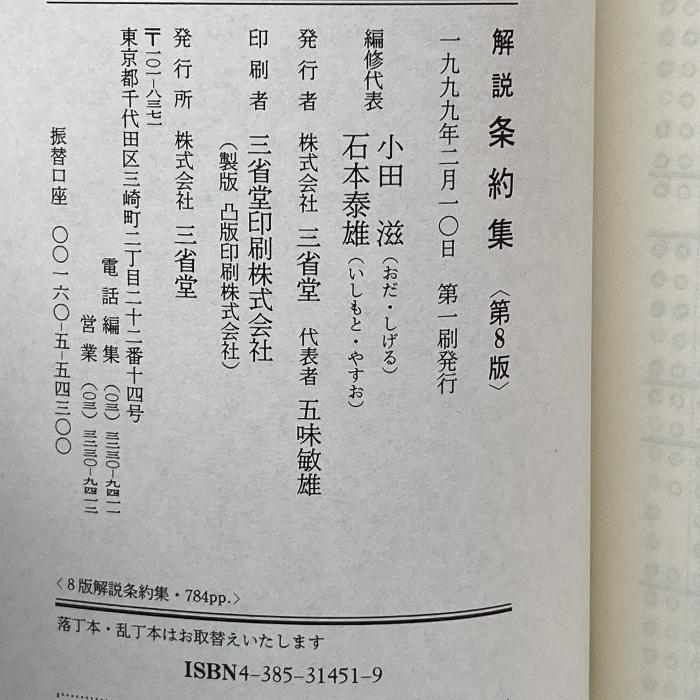 解説条約集〈第8版〉
一九九九年二月一〇日　第一刷発行
編修代表
小田　滋(おだ・しげる)
石本泰雄(いしもと・やすお)
発行者　株式会社　三省堂　代表者　五味敏雄
印刷者　三省堂印刷株式会社
(製版　凸版印刷株式会社)
発行所　株式会社　三省堂
〒一〇一-八三七一
東京都千代田区三崎町二丁目二十二番十四号
電話　編集　(〇三)三二三〇-九四一一
営業　(〇三)三二三〇-九四一二
振替口座　〇〇一六〇-五-五四三〇〇
〈8版解説条約集・784pp.〉
落丁本・乱丁本はお取替えいたします
ISBN4-385-31451-9